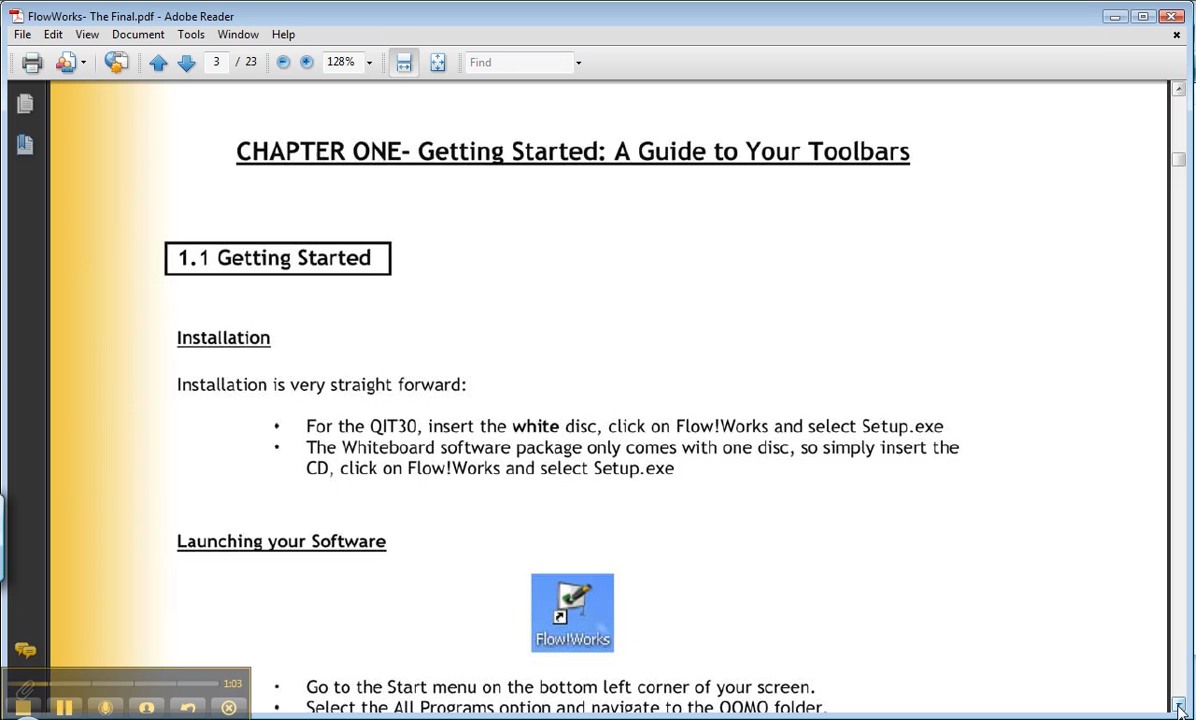 FlowWorks- The Final.pdf - Adobe Reader
File Edit View Document Tools Window Help
3 / 23 128% Find
CHAPTER ONE- Getting Started: A Guide to Your Toolbars
1.1 Getting Started
Installation
Installation is very straight forward:
• For the QIT30, insert the white disc, click on Flow!Works and select Setup.exe
• The Whiteboard software package only comes with one disc, so simply insert the
CD, click on Flow!Works and select Setup.exe
Launching your Software
Flow!Works
• Go to the Start menu on the bottom left corner of your screen.
• Select the All Programs option and navigate to the QOMO folder.
1:03